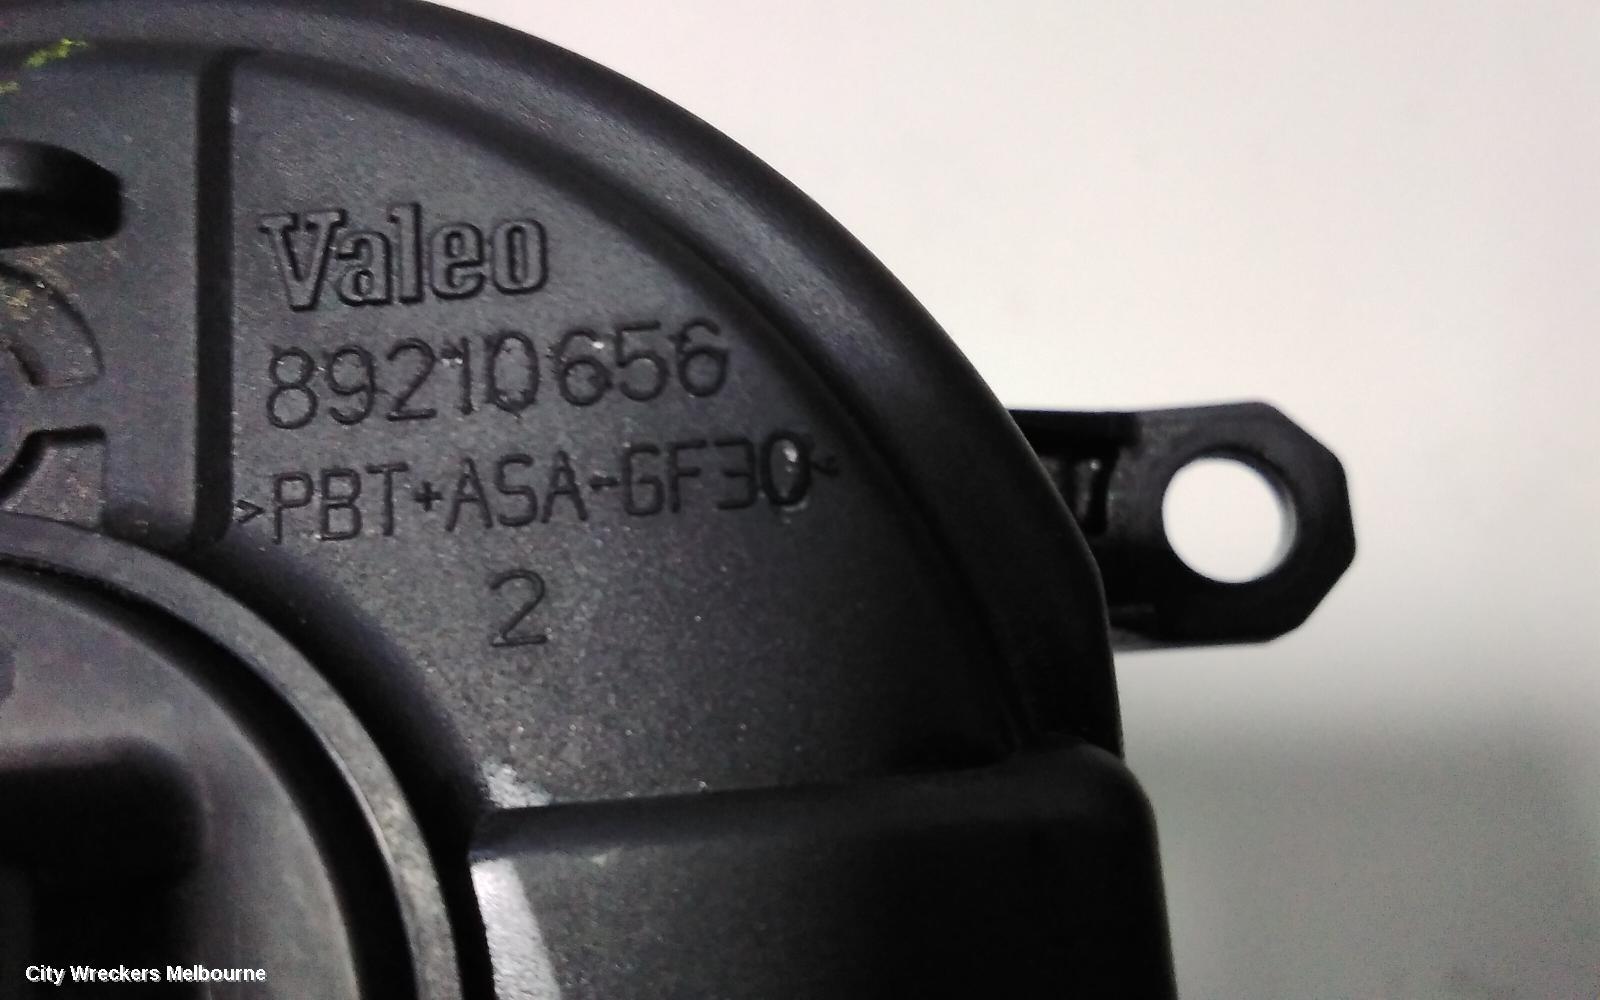 Valeo
89210656
>PBT+ASA-GF30<
2
City Wreckers Melbourne